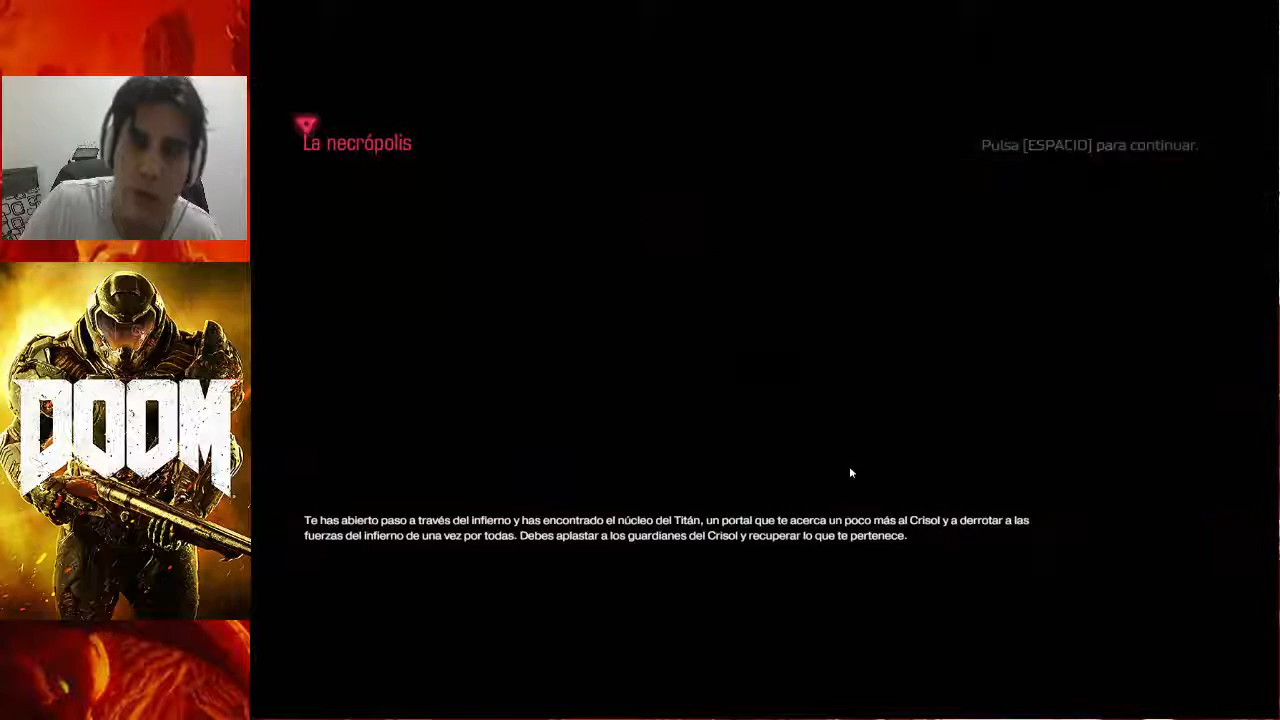 La necrópolis
Pulsa [ESPACIO] para continuar.
DOOM
Te has abierto paso a través del infierno y has encontrado el núcleo del Titán, un portal que te acerca un poco más al Crisol y a derrotar a las
fuerzas del infierno de una vez por todas. Debes aplastar a los guardianes del Crisol y recuperar lo que te pertenece.